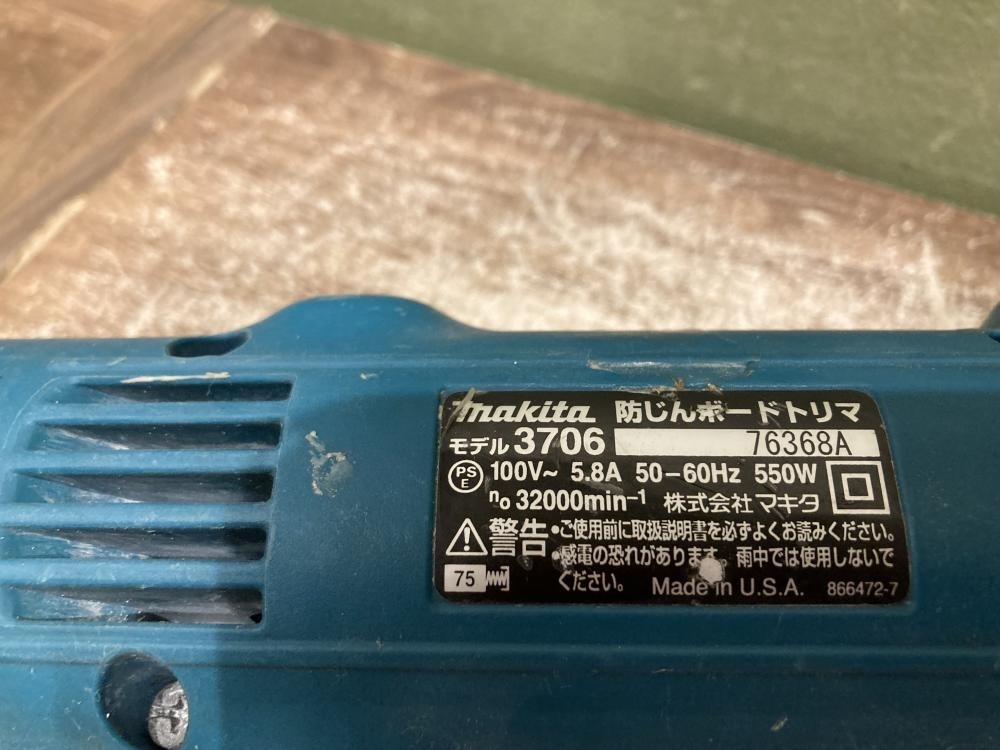 makita 防じんボードトリマ
モデル 3706 76368A
PS E 100V~ 5.8A 50-60Hz 550W
n₀ 32000min⁻¹ 株式会社マキタ
警告 •ご使用前に取扱説明書を必ずよくお読みください。
•感電の恐れがあります。雨中では使用しないで
75 ください。 Made in U.S.A. 866472-7